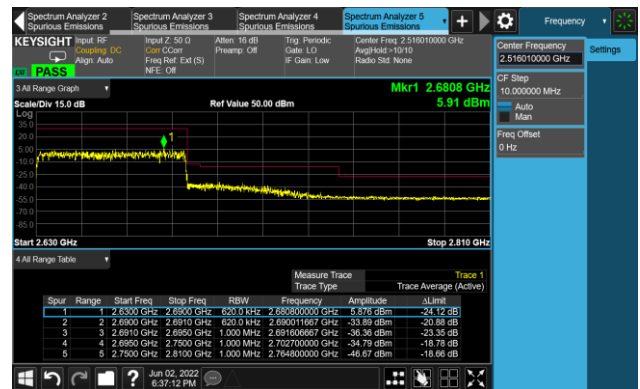 Spectrum Analyzer 2 Spurious Emissions
Spectrum Analyzer 3 Spurious Emissions
Spectrum Analyzer 4 Spurious Emissions
Spectrum Analyzer 5 Spurious Emissions
Frequency
KEYSIGHT Input: RF Input Z: 50 Ω Atten: 16 dB Trig: Periodic Center Freq: 2.516010000 GHz
Coupling: DC Corr CCorr Preamp: Off Gate: LO Avg|Hold:>10/10
Align: Auto Freq Ref: Ext (S) IF Gain: Low Radio Std: None
NFE: Off
PASS
Center Frequency
2.516010000 GHz
Settings
CF Step
10.000000 MHz
Auto
Man
Freq Offset
0 Hz
3 All Range Graph
Mkr1 2.6808 GHz
Scale/Div 15.0 dB Ref Value 50.00 dBm 5.91 dBm
Log
35.0
20.0
1
5.00
-10.0
-25.0
-40.0
-55.0
-70.0
-85.0
Start 2.630 GHz Stop 2.810 GHz
4 All Range Table
Measure Trace Trace 1
Trace Type Trace Average (Active)
Spur Range Start Freq Stop Freq RBW Frequency Amplitude ΔLimit
1 1 2.6300 GHz 2.6900 GHz 620.0 kHz 2.680800000 GHz 5.876 dBm -24.12 dB
2 2 2.6900 GHz 2.6910 GHz 620.0 kHz 2.690011667 GHz -33.89 dBm -20.88 dB
3 3 2.6910 GHz 2.6950 GHz 1.000 MHz 2.691606667 GHz -36.36 dBm -23.35 dB
4 4 2.6950 GHz 2.7500 GHz 1.000 MHz 2.702700000 GHz -34.79 dBm -18.78 dB
5 5 2.7500 GHz 2.8100 GHz 1.000 MHz 2.764800000 GHz -46.67 dBm -18.66 dB
Jun 02, 2022
6:37:12 PM